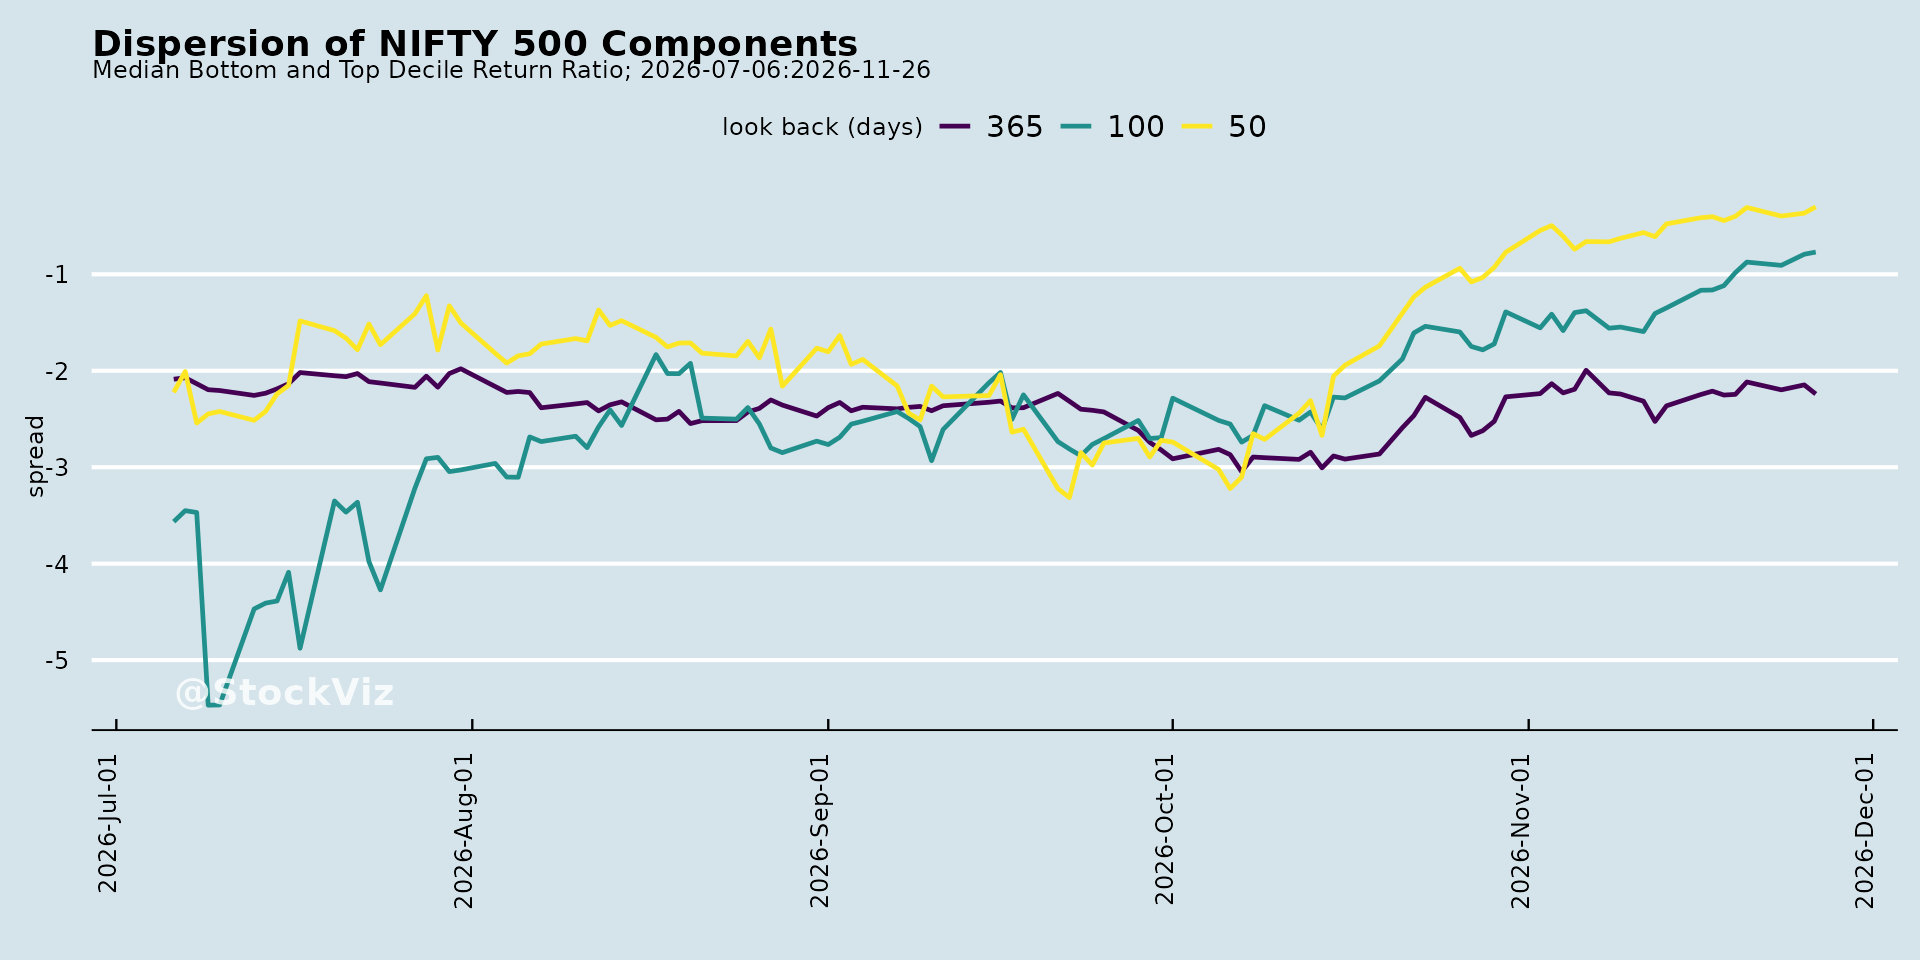 Dispersion of NIFTY 500 Components
Median Bottom and Top Decile Return Ratio; 2026-07-06:2026-11-26
look back (days) 365 100 50
-1
-2
-3
-4
-5
spread
@StockViz
2026-Jul-01
2026-Aug-01
2026-Sep-01
2026-Oct-01
2026-Nov-01
2026-Dec-01